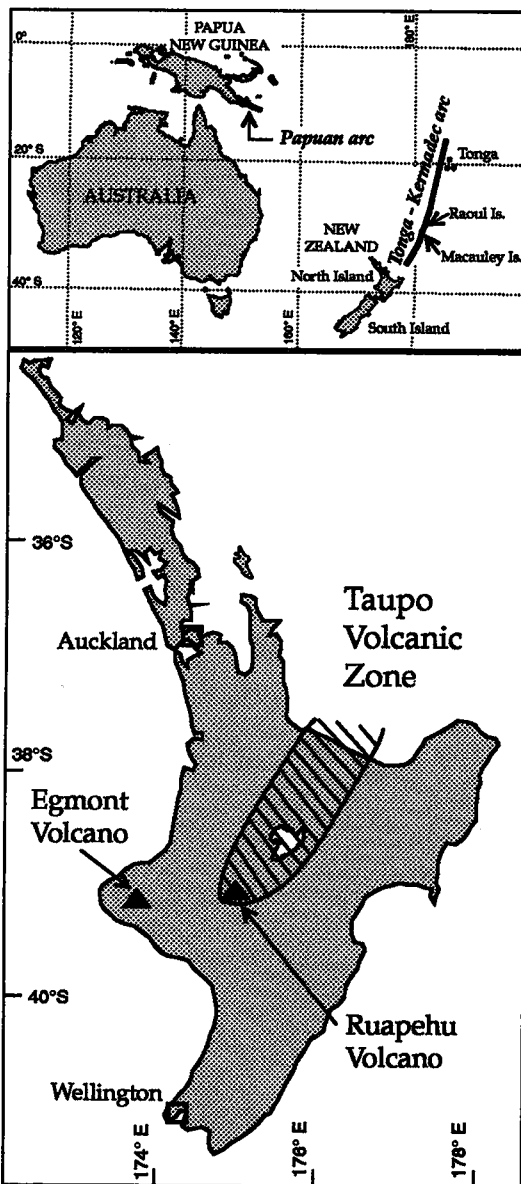 180°
PAPUA
NEW GUINEA
0°
Papuan arc
20°S
Tonga
AUSTRALIA
Tonga - Kermadec arc
Raoul Is.
NEW
ZEALAND
Macauley Is.
North Island
40°S
South Island
120° E
140° E
160° E
36°S
Auckland
Taupo
Volcanic
Zone
38°S
Egmont
Volcano
40°S
Ruapehu
Volcano
Wellington
174° E
176° E
178° E